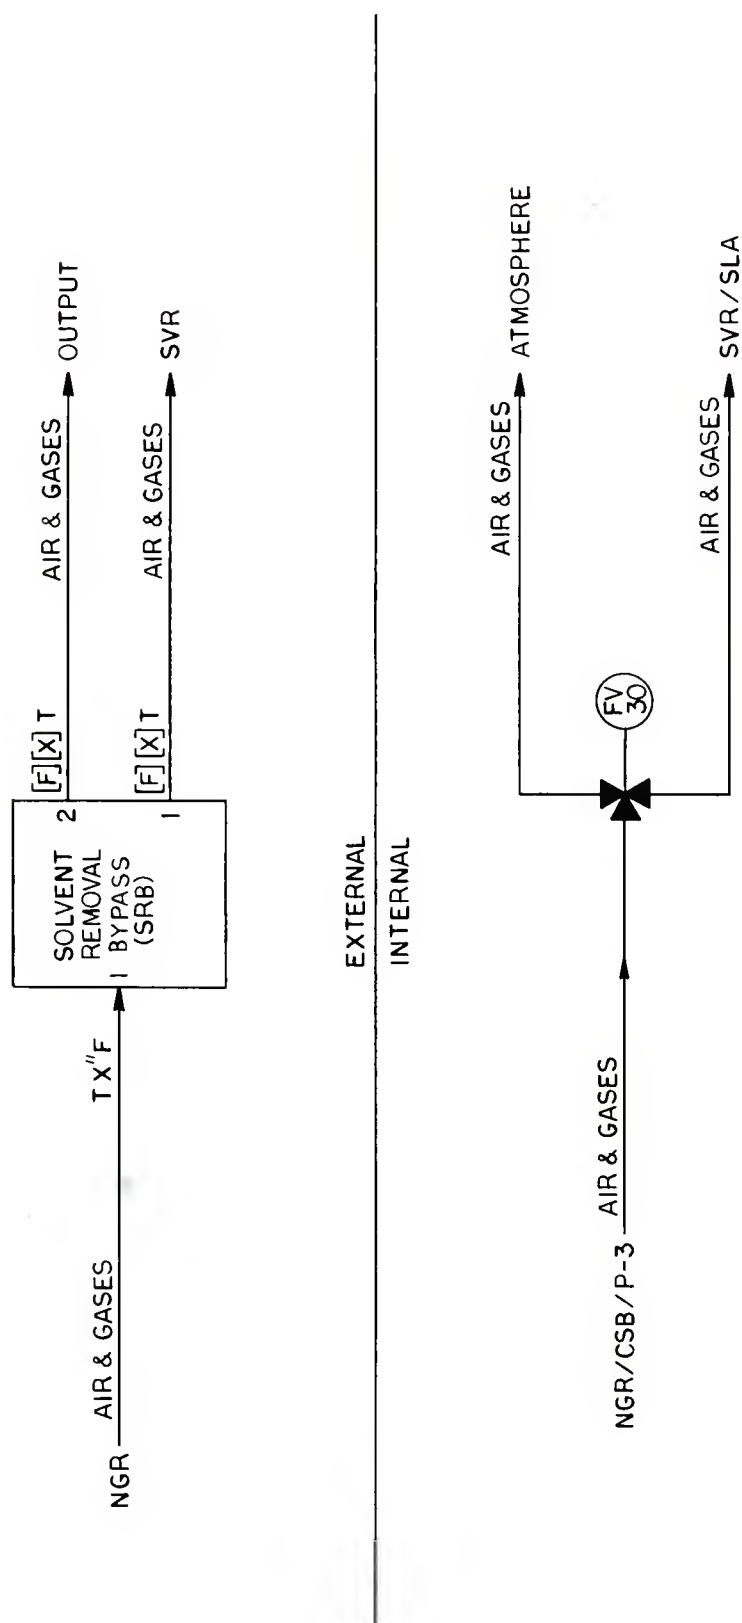 NGR
AIR & GASES
TX"F
1
SOLVENT
REMOVAL
BYPASS
(SRB)
2
[F][X]T
AIR & GASES
OUTPUT
1
[F][X]T
AIR & GASES
SVR
EXTERNAL
INTERNAL
NGR/CSB/P-3
AIR & GASES
FV
30
AIR & GASES
ATMOSPHERE
AIR & GASES
SVR/SLA